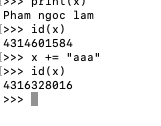 >>> print(x)
Pham ngoc lam
>>> id(x)
4314601584
>>> x += "aaa"
>>> id(x)
4316328016
>>>